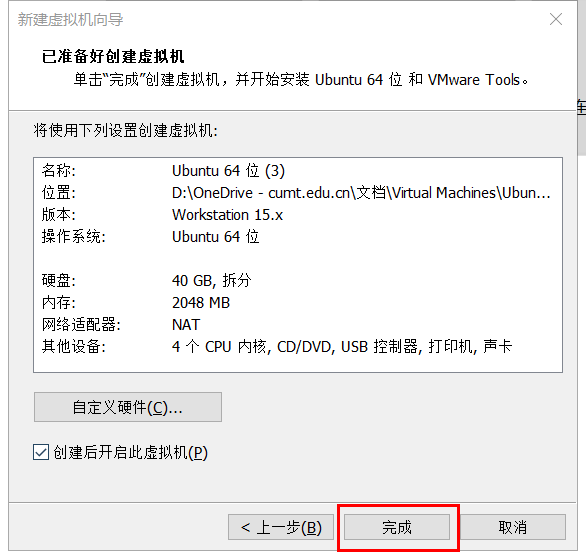 新建虚拟机向导
已准备好创建虚拟机
单击“完成”创建虚拟机，并开始安装 Ubuntu 64 位 和 VMware Tools。
将使用下列设置创建虚拟机:
名称: Ubuntu 64 位 (3)
位置: D:\OneDrive - cumt.edu.cn\文档\Virtual Machines\Ubun...
版本: Workstation 15.x
操作系统: Ubuntu 64 位
硬盘: 40 GB, 拆分
内存: 2048 MB
网络适配器: NAT
其他设备: 4 个 CPU 内核, CD/DVD, USB 控制器, 打印机, 声卡
自定义硬件(C)...
创建后开启此虚拟机(P)
< 上一步(B) 完成 取消